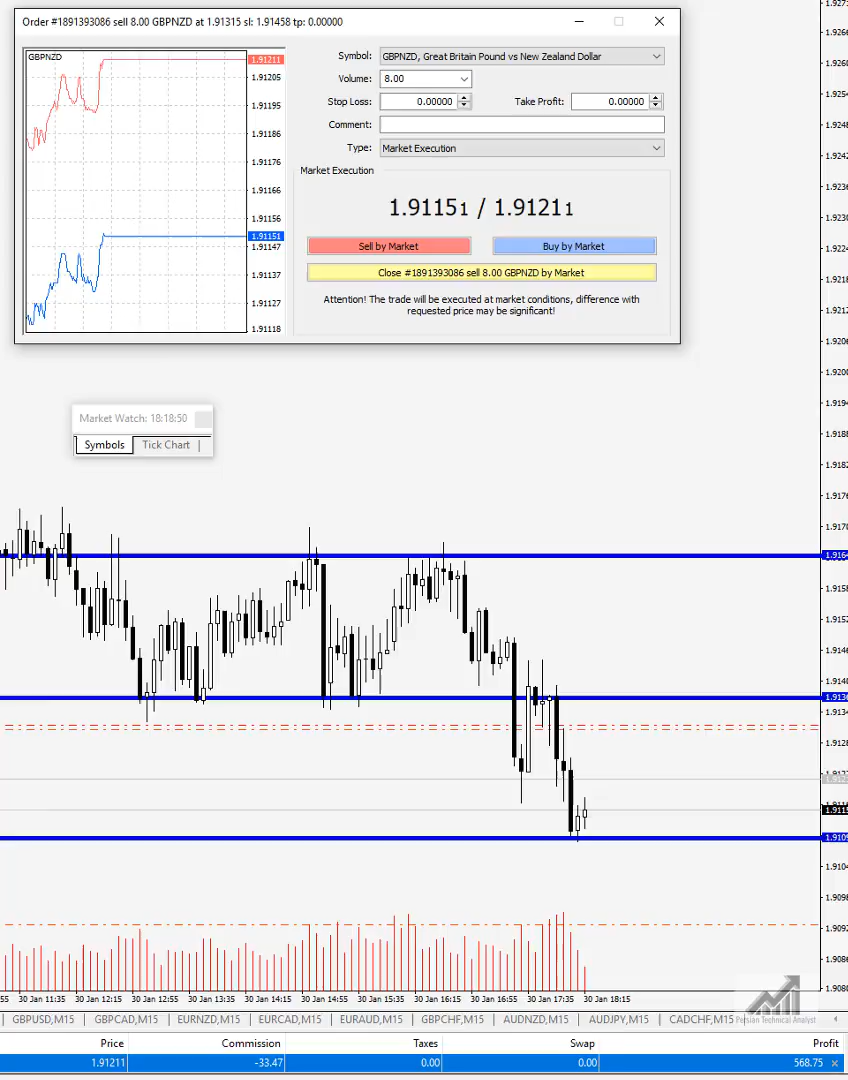 Order #1891393086 sell 8.00 GBPNZD at 1.91315 sl: 1.91458 tp: 0.00000
GBPNZD
1.91211
1.91205
1.91195
1.91186
1.91176
1.91166
1.91156
1.91151
1.91147
1.91137
1.91127
1.91118
Symbol: GBPNZD, Great Britain Pound vs New Zealand Dollar
Volume: 8.00
Stop Loss: 0.00000 Take Profit: 0.00000
Comment:
Type: Market Execution
Market Execution
1.91151 / 1.91211
Sell by Market Buy by Market
Close #1891393086 sell 8.00 GBPNZD by Market
Attention! The trade will be executed at market conditions, difference with
requested price may be significant!
Market Watch: 18:18:50
Symbols Tick Chart
30 Jan 11:35 30 Jan 12:15 30 Jan 12:55 30 Jan 13:35 30 Jan 14:15 30 Jan 14:55 30 Jan 15:35 30 Jan 16:15 30 Jan 16:55 30 Jan 17:35 30 Jan 18:15
Persian Technical Analyst
GBPUSD,M15 GBPCAD,M15 EURNZD,M15 EURCAD,M15 EURAUD,M15 GBPCHF,M15 AUDNZD,M15 AUDJPY,M15 CADCHF,M15
Price Commission Taxes Swap Profit
1.91211 -33.47 0.00 0.00 568.75